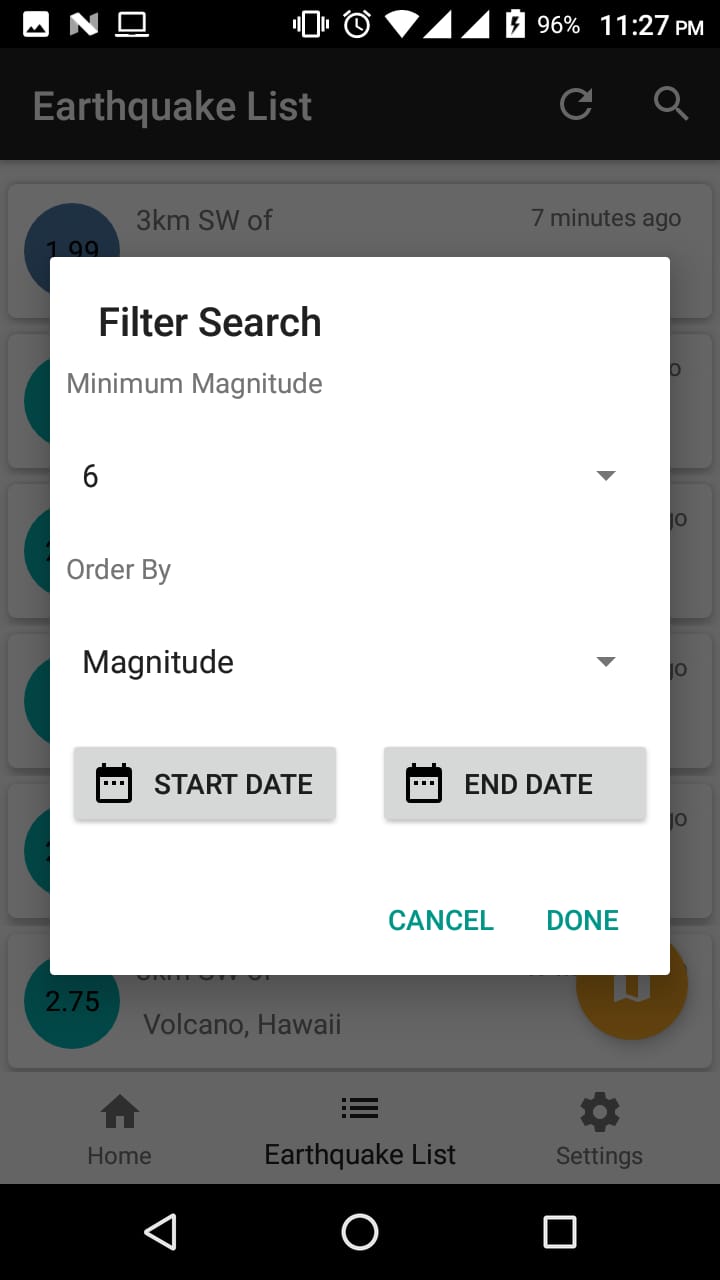 96% 11:27 PM
Earthquake List
3km SW of
7 minutes ago
1.99
Filter Search
Minimum Magnitude
6
Order By
Magnitude
START DATE
END DATE
CANCEL
DONE
2.75
Volcano, Hawaii
Home
Earthquake List
Settings